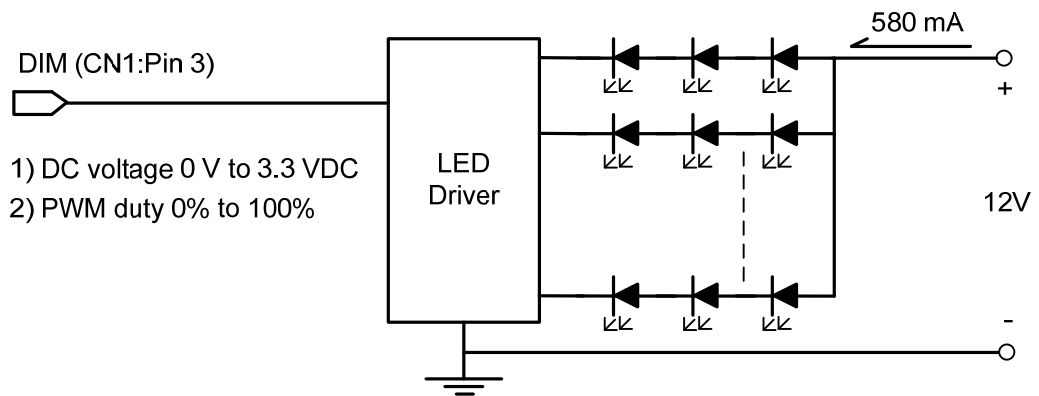 580 mA
DIM (CN1:Pin 3)
+
1) DC voltage 0 V to 3.3 VDC
2) PWM duty 0% to 100%
LED
Driver
12V
-